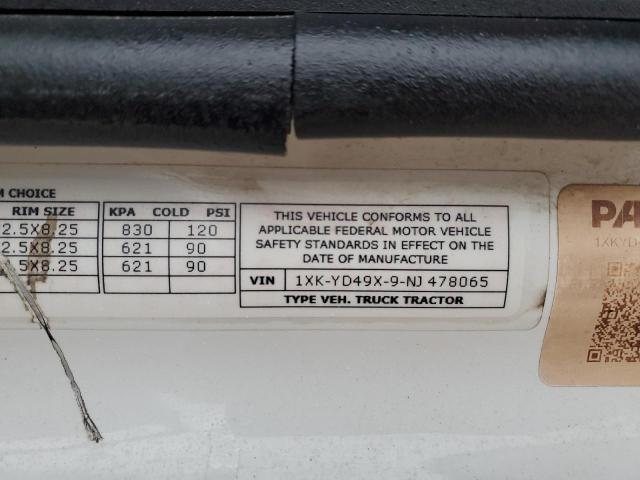 M CHOICE
RIM SIZE KPA COLD PSI
2.5X8.25 830 120
2.5X8.25 621 90
5X8.25 621 90
THIS VEHICLE CONFORMS TO ALL
APPLICABLE FEDERAL MOTOR VEHICLE
SAFETY STANDARDS IN EFFECT ON THE
DATE OF MANUFACTURE
VIN 1XK-YD49X-9-NJ 478065
TYPE VEH. TRUCK TRACTOR
PA
1XKYD